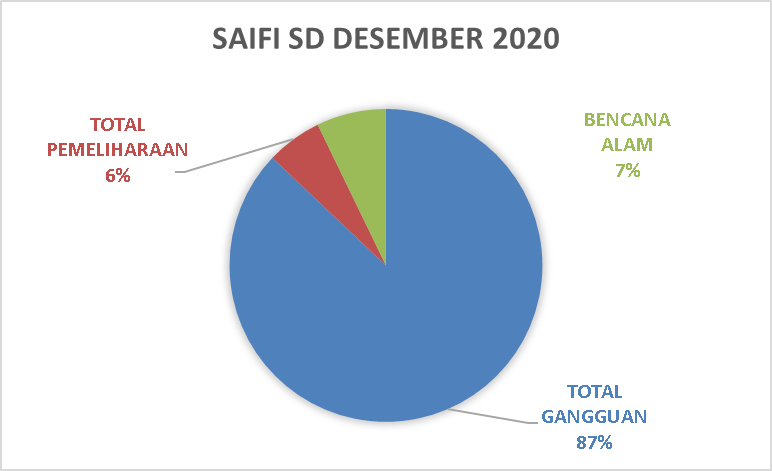 SAIFI SD DESEMBER 2020
TOTAL
PEMELIHARAAN
6%
BENCANA
ALAM
7%
TOTAL
GANGGUAN
87%